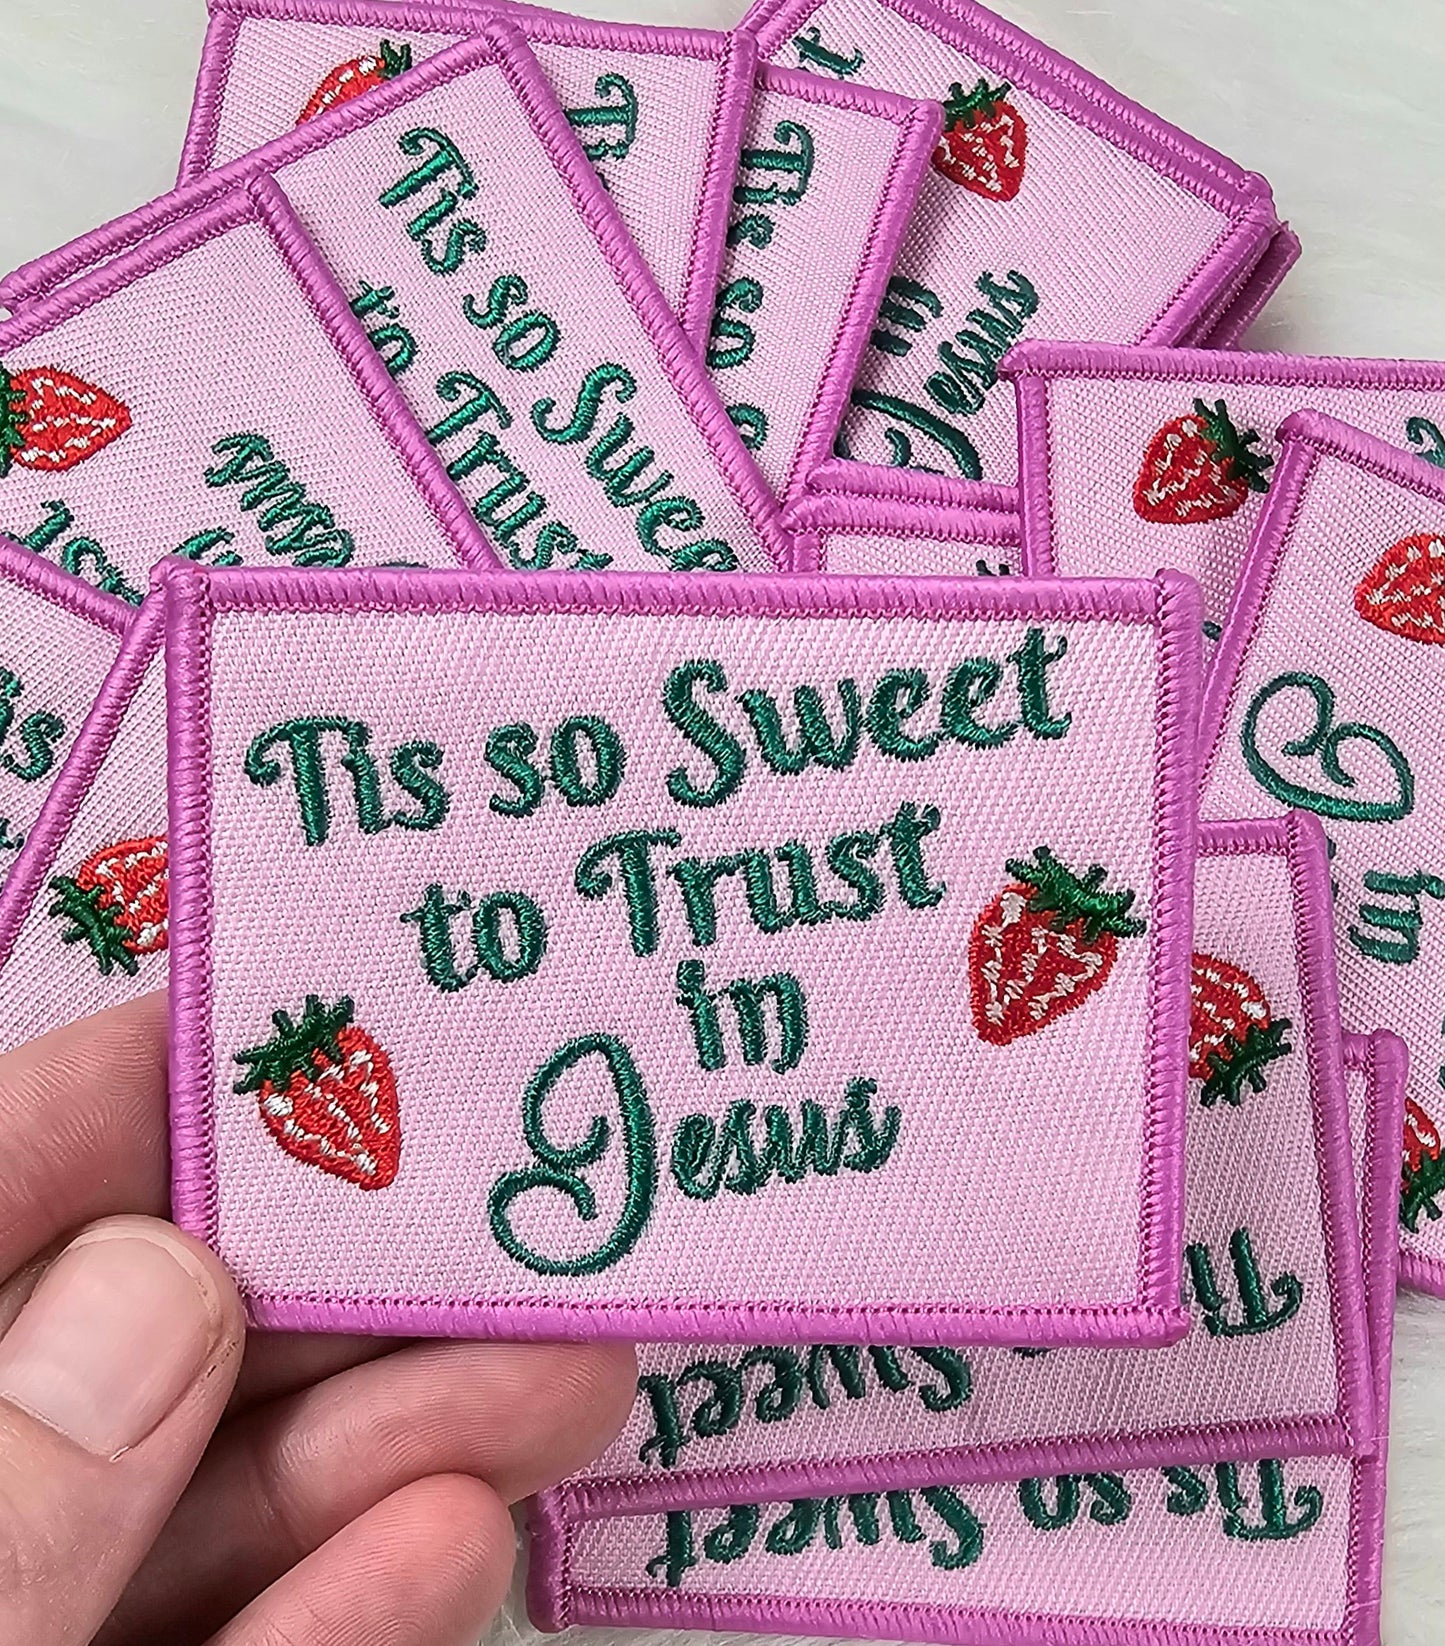 Tis so Sweet
to Trust
in
Jesus